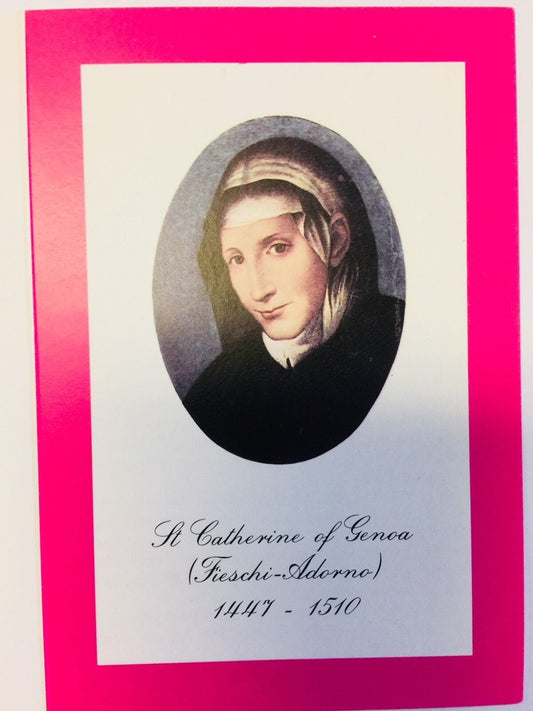 St Catherine of Genoa
(Fieschi-Adorno)
1447 - 1510